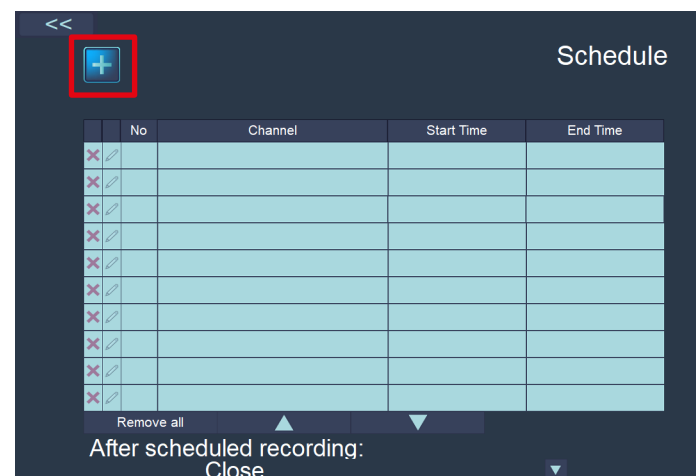 <<
Schedule
No Channel Start Time End Time
Remove all
After scheduled recording:
Close